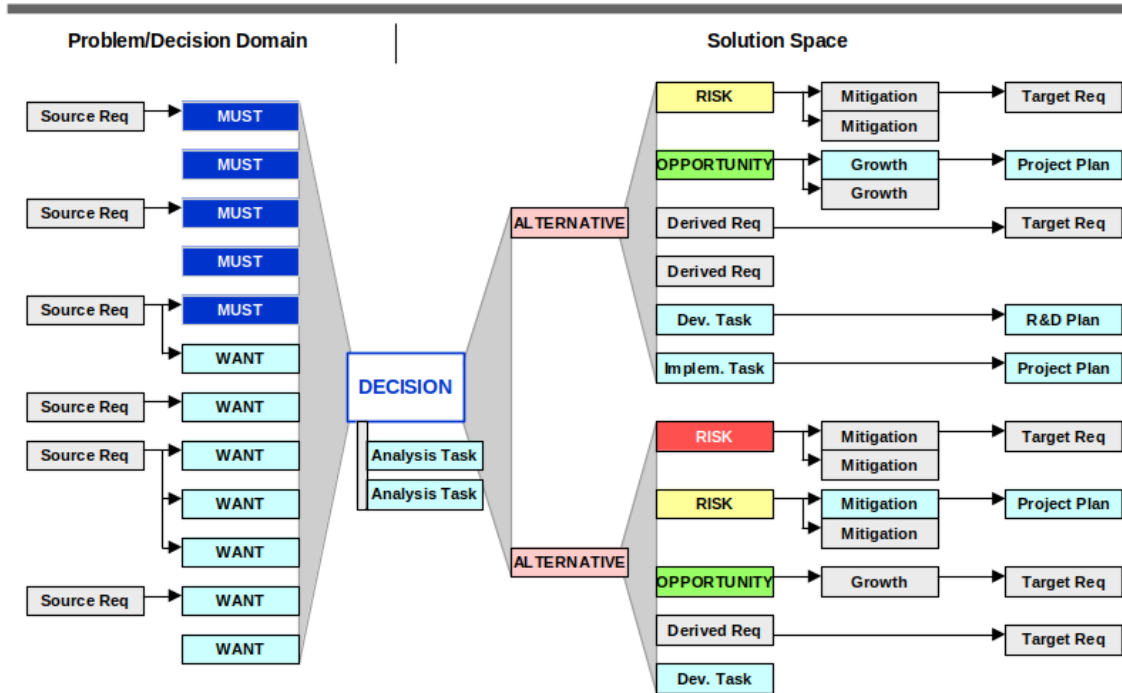 Problem/Decision Domain
Solution Space
Source Req
MUST
MUST
Source Req
MUST
MUST
Source Req
MUST
WANT
Source Req
WANT
Source Req
WANT
WANT
WANT
Source Req
WANT
WANT
DECISION
Analysis Task
Analysis Task
ALTERNATIVE
RISK
Mitigation
Target Req
Mitigation
OPPORTUNITY
Growth
Project Plan
Growth
Derived Req
Target Req
Derived Req
Dev. Task
R&D Plan
Implem. Task
Project Plan
ALTERNATIVE
RISK
Mitigation
Target Req
Mitigation
RISK
Mitigation
Project Plan
Mitigation
OPPORTUNITY
Growth
Target Req
Derived Req
Target Req
Dev. Task